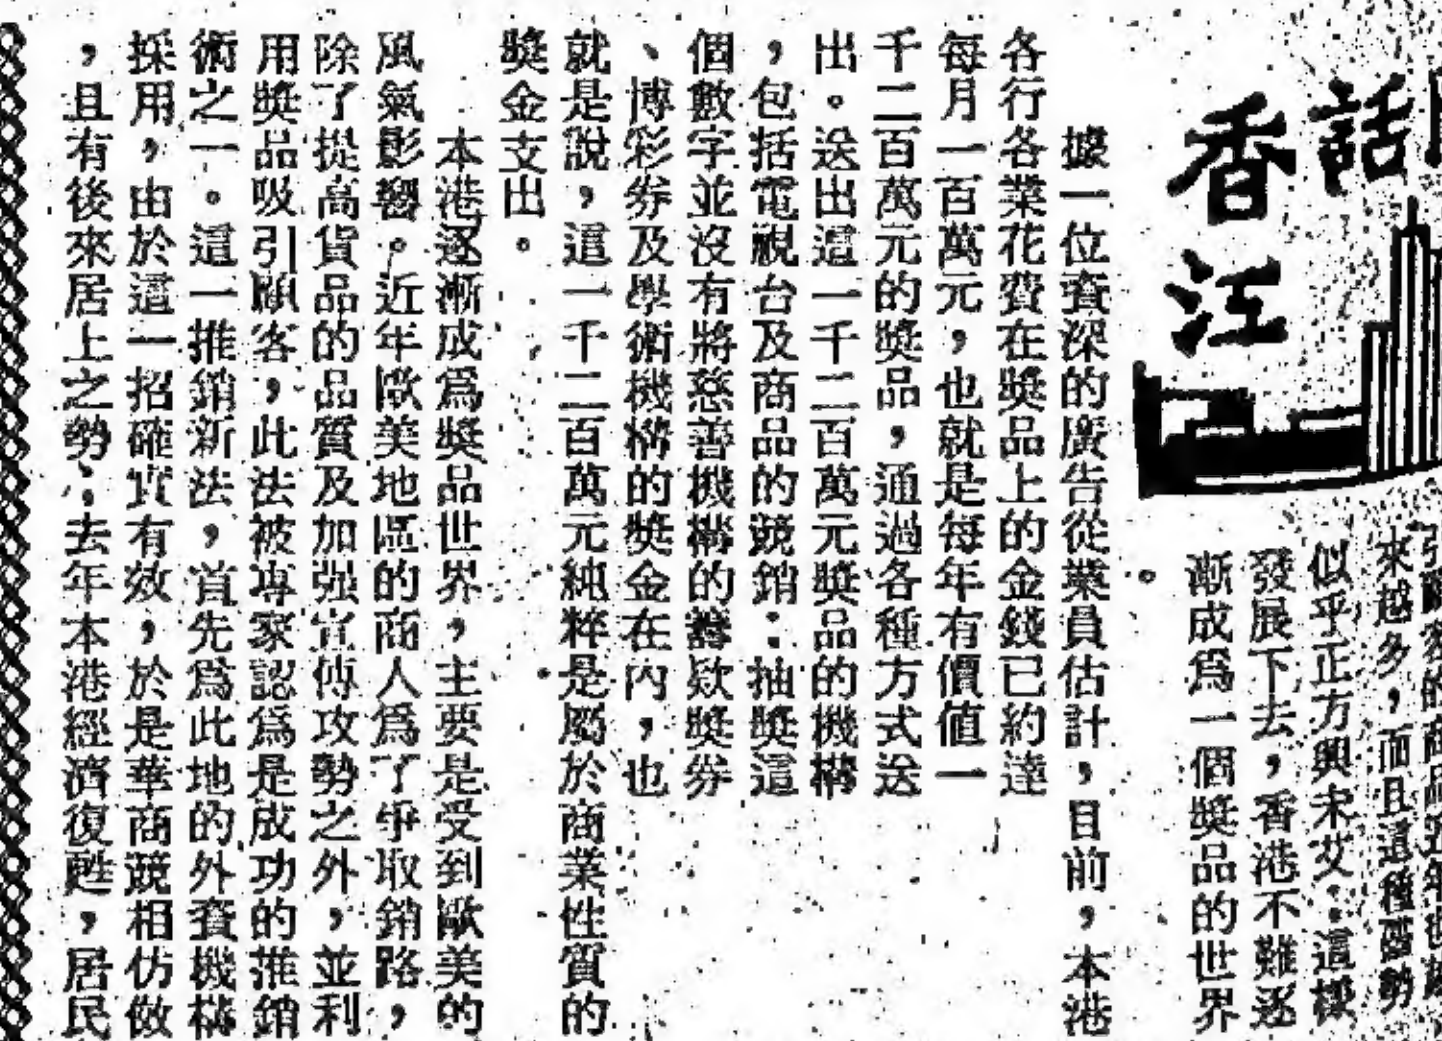 話
香
江
來越多，而且這種聲勢
似乎正方興未艾：這樣
發展下去，香港不難逐
漸成爲一個獎品的世界
。
據一位資深的廣告從業員估計，目前，本港
各行各業花費在獎品上的金錢已約達
每月一百萬元，也就是每年有價值一
千二百萬元的獎品，通過各種方式送
出。送出這一千二百萬元獎品的機構
，包括電視台及商品的競銷：抽獎這
個數字並沒有將慈善機構的籌欵獎券
、博彩券及學術機構的獎金在內，也
就是說，這一千二百萬元純粹是屬於商業性質的
獎金支出。
本港逐漸成爲獎品世界，主要是受到歐美的
風氣影響。近年歐美地區的商人爲了爭取銷路，
除了提高貨品的品質及加强宣傳攻勢之外，並利
用獎品吸引顧客，此法被專家認爲是成功的推銷
術之一。這一推銷新法，首先爲此地的外資機構
採用，由於這一招確實有效，於是華商競相仿傚
，且有後來居上之勢；去年本港經濟復甦，居民